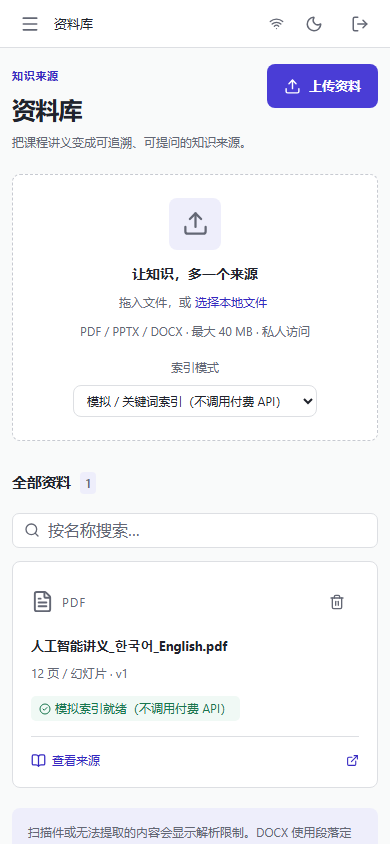 资料库
知识来源
资料库
上传资料
把课程讲义变成可追溯、可提问的知识来源。
让知识，多一个来源
拖入文件，或 选择本地文件
PDF / PPTX / DOCX · 最大 40 MB · 私人访问
索引模式
模拟 / 关键词索引（不调用付费 API）
全部资料 1
按名称搜索...
PDF
人工智能讲义_한국어_English.pdf
12 页 / 幻灯片 · v1
模拟索引就绪（不调用付费 API）
查看来源
扫描件或无法提取的内容会显示解析限制。DOCX 使用段落定